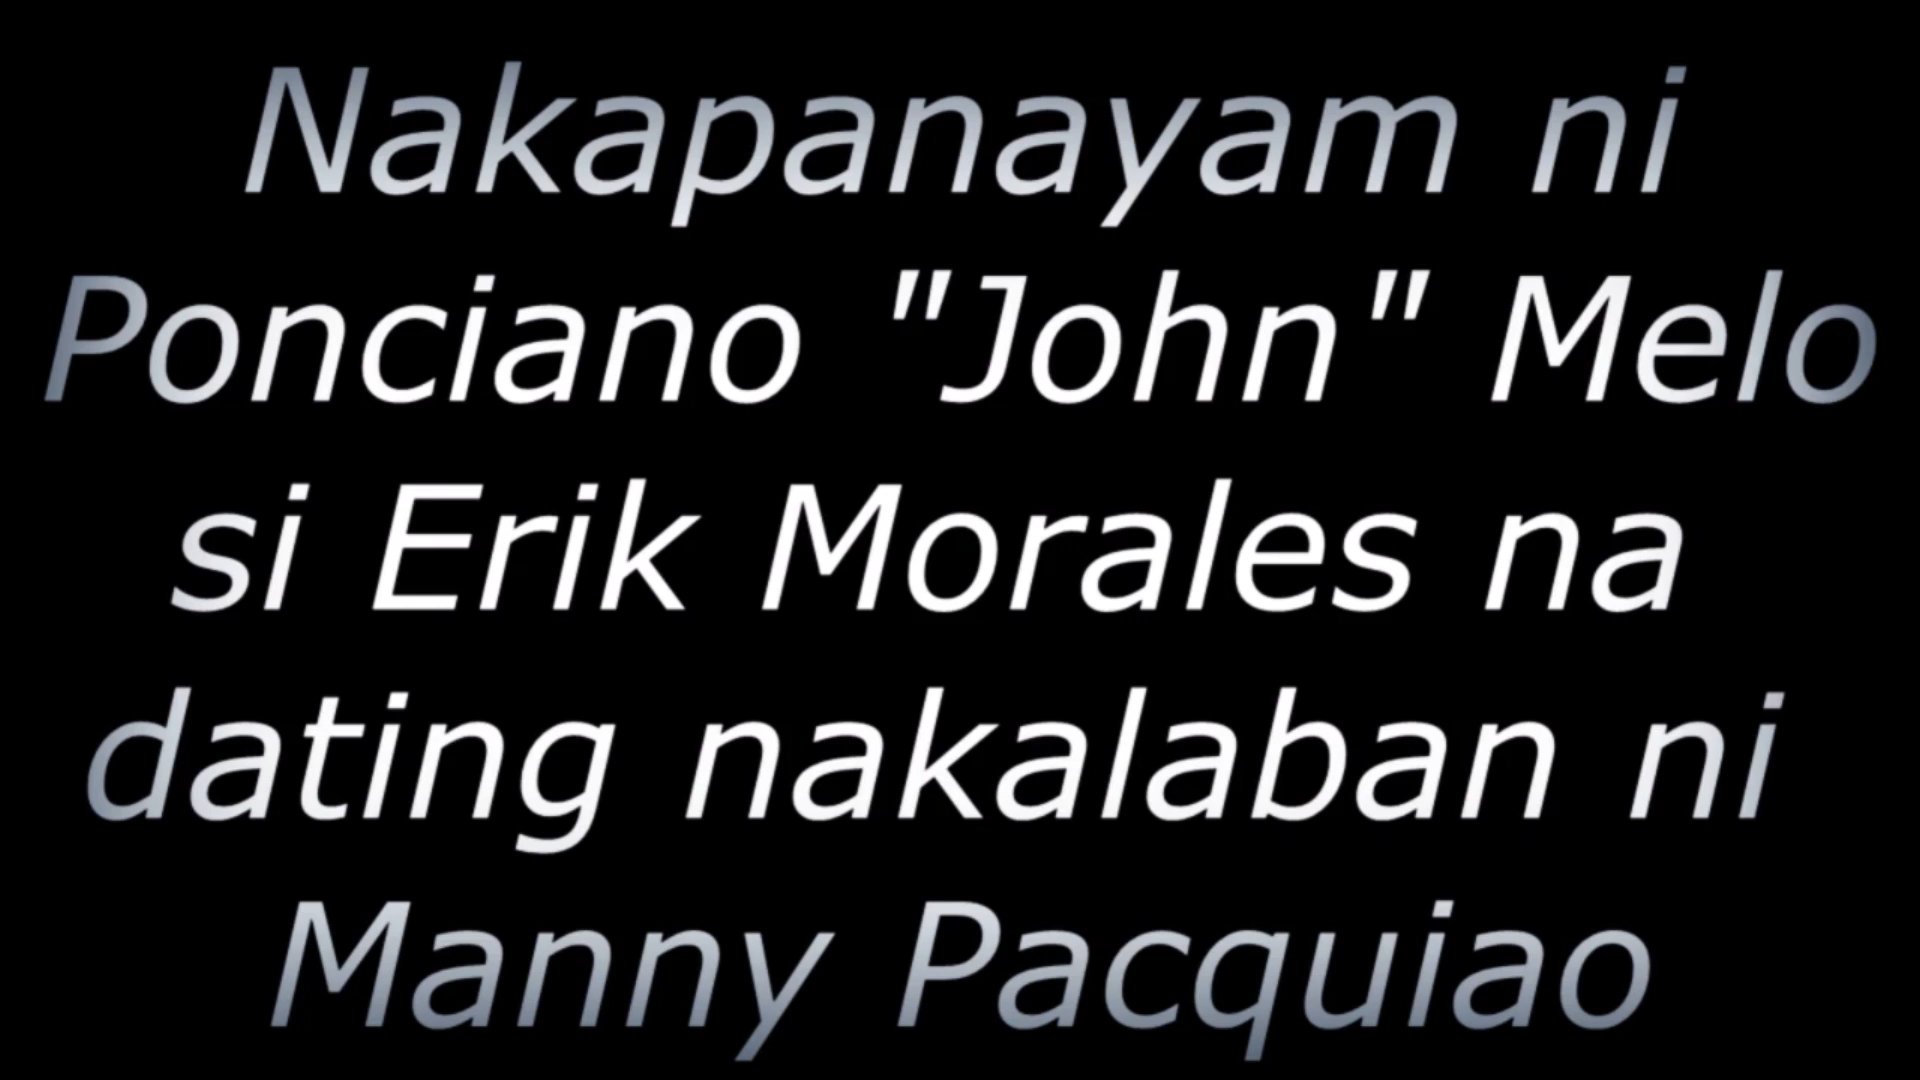 Nakapanayam ni
Ponciano "John" Melo
si Erik Morales na
dating nakalaban ni
Manny Pacquiao